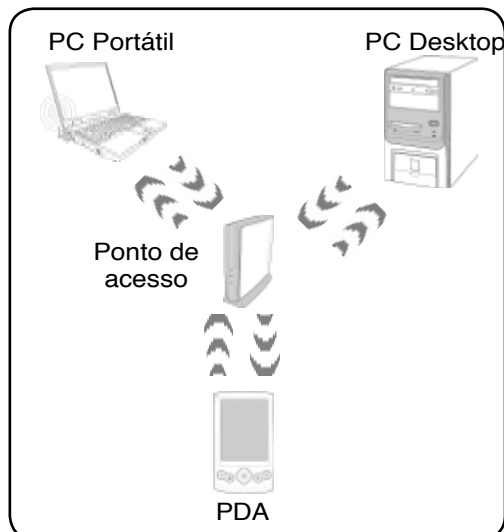 PC Portátil
PC Desktop
Ponto de
acesso
PDA